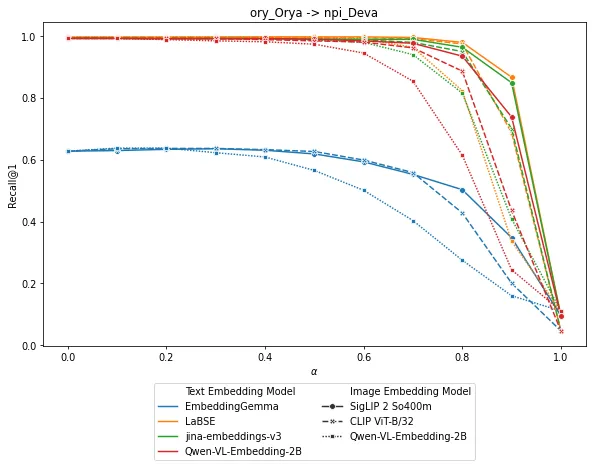 ory_Orya -> npi_Deva
Recall@1
1.0
0.8
0.6
0.4
0.2
0.0
0.0 0.2 0.4 0.6 0.8 1.0
α
Text Embedding Model
EmbeddingGemma
LaBSE
jina-embeddings-v3
Qwen-VL-Embedding-2B
Image Embedding Model
SigLIP 2 So400m
CLIP ViT-B/32
Qwen-VL-Embedding-2B